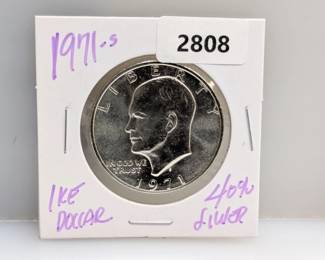 1971-S
2808
LIBERTY
IN GOD WE
TRUST
1971
IKE
DOLLAR
40%
SILVER